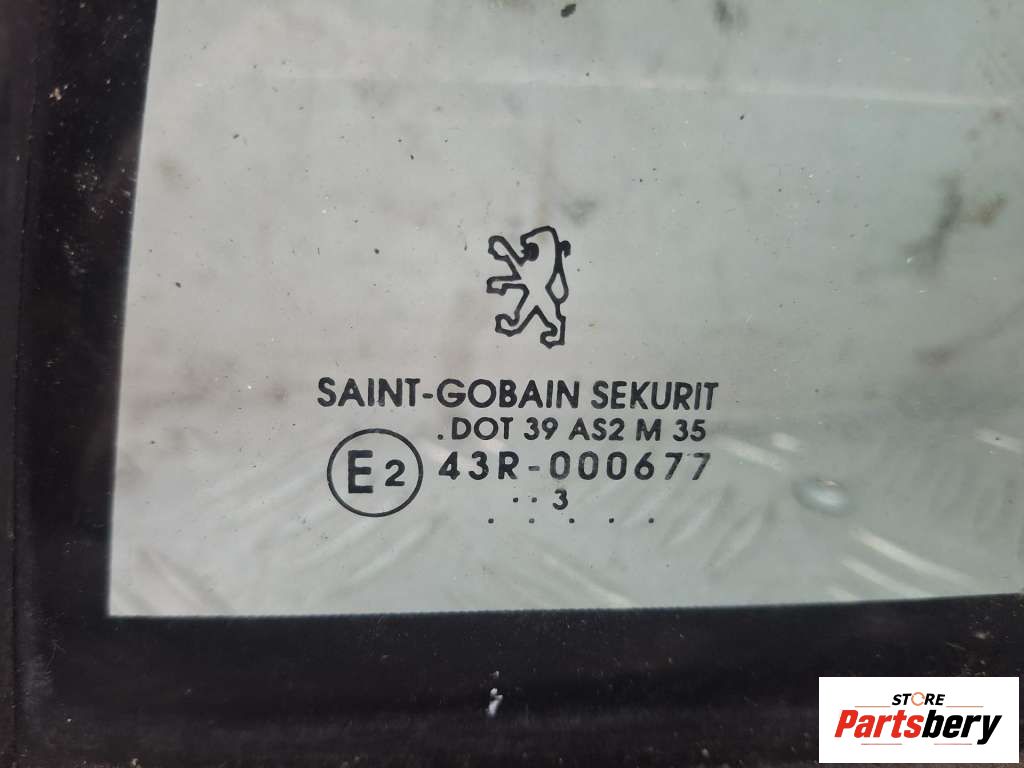 SAINT-GOBAIN SEKURIT
.DOT 39 AS2 M 35
E2 43R-000677
..3
. . . . .
STORE
Partsbery